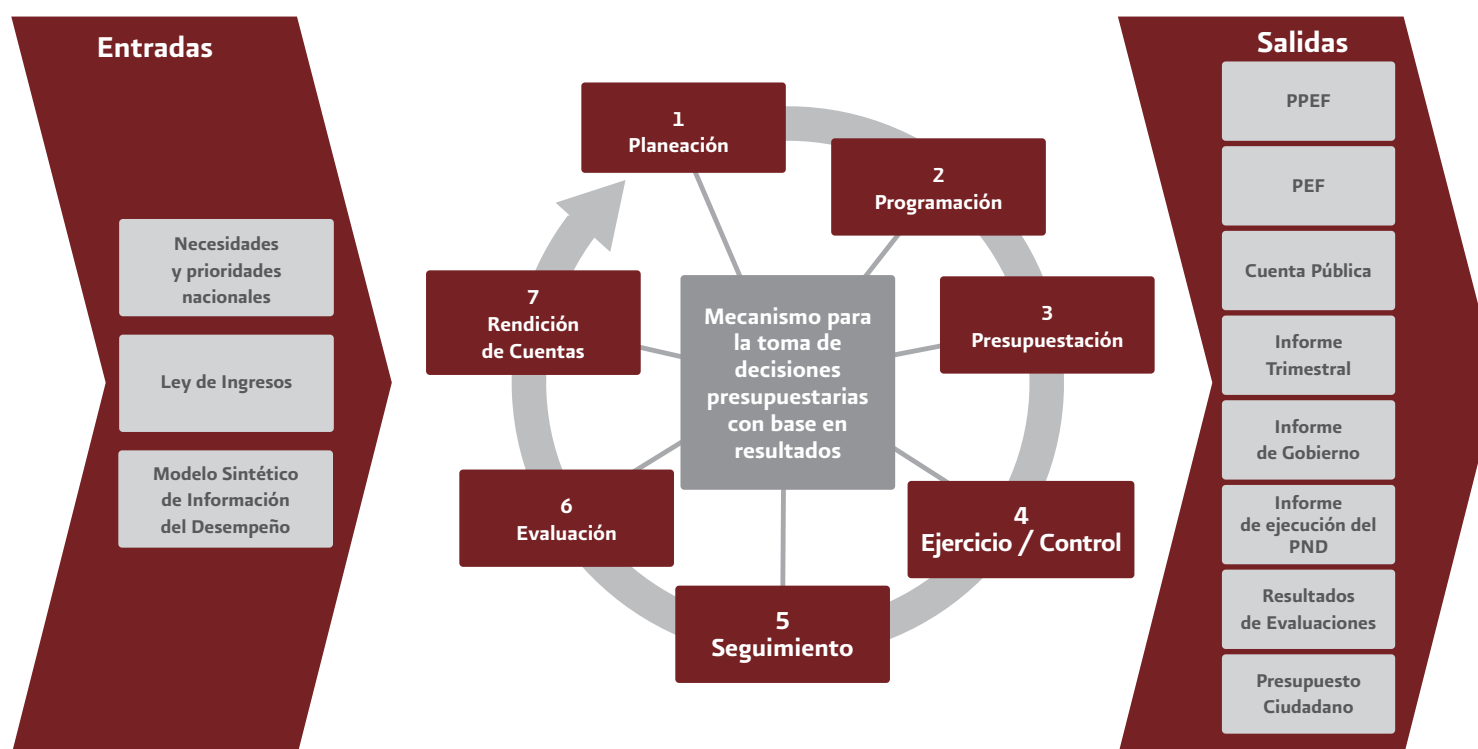 Entradas
Necesidades
y prioridades
nacionales
Ley de Ingresos
Modelo Sintético
de Información
del Desempeño
1
Planeación
2
Programación
3
Presupuestación
4
Ejercicio / Control
5
Seguimiento
6
Evaluación
7
Rendición
de Cuentas
Mecanismo para
la toma de
decisiones
presupuestarias
con base en
resultados
Salidas
PPEF
PEF
Cuenta Pública
Informe
Trimestral
Informe
de Gobierno
Informe
de ejecución del
PND
Resultados
de Evaluaciones
Presupuesto
Ciudadano